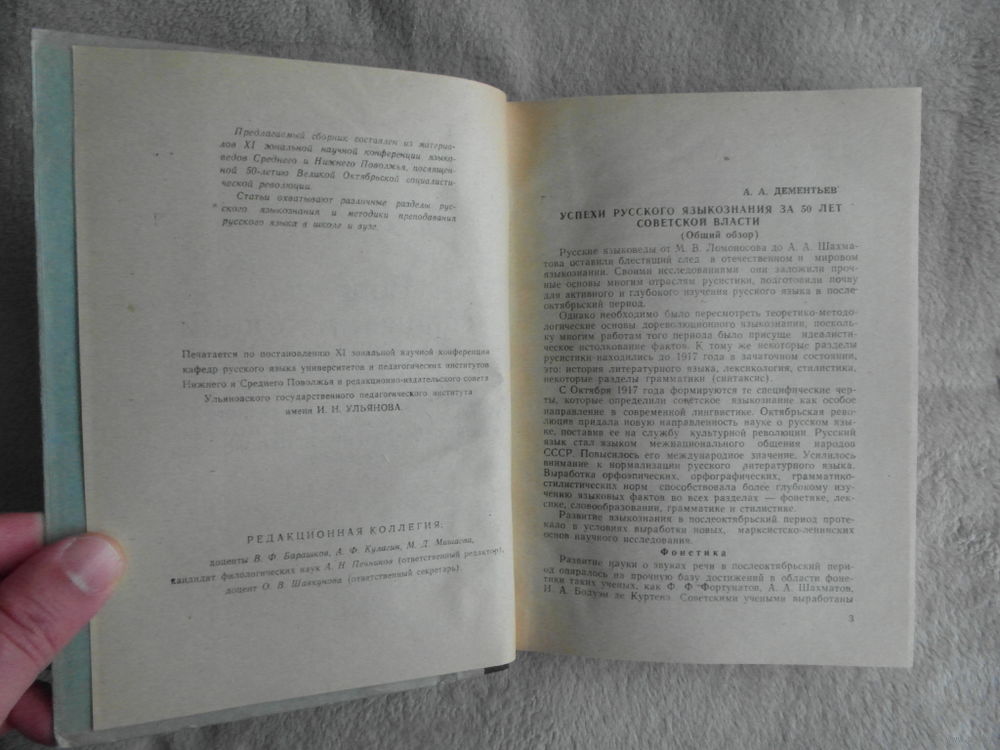 Предлагаемый сборник составлен из материа-
лов XI зональной научной конференции языко-
ведов Среднего и Нижнего Поволжья, посвящен-
ной 50-летию Великой Октябрьской социалисти-
ческой революции.
Статьи охватывают различные разделы рус-
ского языкознания и методики преподавания
русского языка в школе и вузе.
Печатается по постановлению XI зональной научной конференции
кафедр русского языка университетов и педагогических институтов
Нижнего и Среднего Поволжья и редакционно-издательского совета
Ульяновского государственного педагогического института
имени И. Н. УЛЬЯНОВА.
РЕДАКЦИОННАЯ КОЛЛЕГИЯ:
доценты В. Ф. Барашков, А. Ф. Кулагин, М. Д. Мишаева,
кандидат филологических наук А. Н. Печников (ответственный редактор),
доцент О. В. Шавкунова (ответственный секретарь).
А. А. ДЕМЕНТЬЕВ
УСПЕХИ РУССКОГО ЯЗЫКОЗНАНИЯ ЗА 50 ЛЕТ
СОВЕТСКОЙ ВЛАСТИ
(Общий обзор)
Русские языковеды от М. В. Ломоносова до А. А. Шахма-
това оставили блестящий след в отечественном и мировом
языкознании. Своими исследованиями они заложили проч-
ные основы многим отраслям русистики, подготовили почву
для активного и глубокого изучения русского языка в после-
октябрьский период.
Однако необходимо было пересмотреть теоретико-методо-
логические основы дореволюционного языкознания, посколь-
ку многим работам того периода было присуще идеалисти-
ческое истолкование фактов. К тому же некоторые разделы
русистики находились до 1917 года в зачаточном состоянии,
это: история литературного языка, лексикология, стилистика,
некоторые разделы грамматики (синтаксис).
С Октября 1917 года формируются те специфические чер-
ты, которые определили советское языкознание как особое
направление в современной лингвистике. Октябрьская рево-
люция придала новую направленность науке о русском язы-
ке, поставив ее на службу культурной революции. Русский
язык стал языком межнационального общения народов
СССР. Повысилось его международное значение. Усилилось
внимание к нормализации русского литературного языка.
Выработка орфоэпических, орфографических, грамматико-
стилистических норм способствовала более глубокому изу-
чению языковых фактов во всех разделах — фонетике, лек-
сике, словообразовании, грамматике и стилистике.
Развитие языкознания в послеоктябрьский период проте-
кало в условиях выработки новых, марксистско-ленинских
основ научного исследования.
Фонетика
Развитие науки о звуках речи в послеоктябрьский пери-
од опиралось на прочную базу достижений в области фоне-
тики таких ученых, как Ф. Ф. Фортунатов, А. А. Шахматов,
И. А. Бодуэн де Куртенэ. Советскими учеными выработаны
3